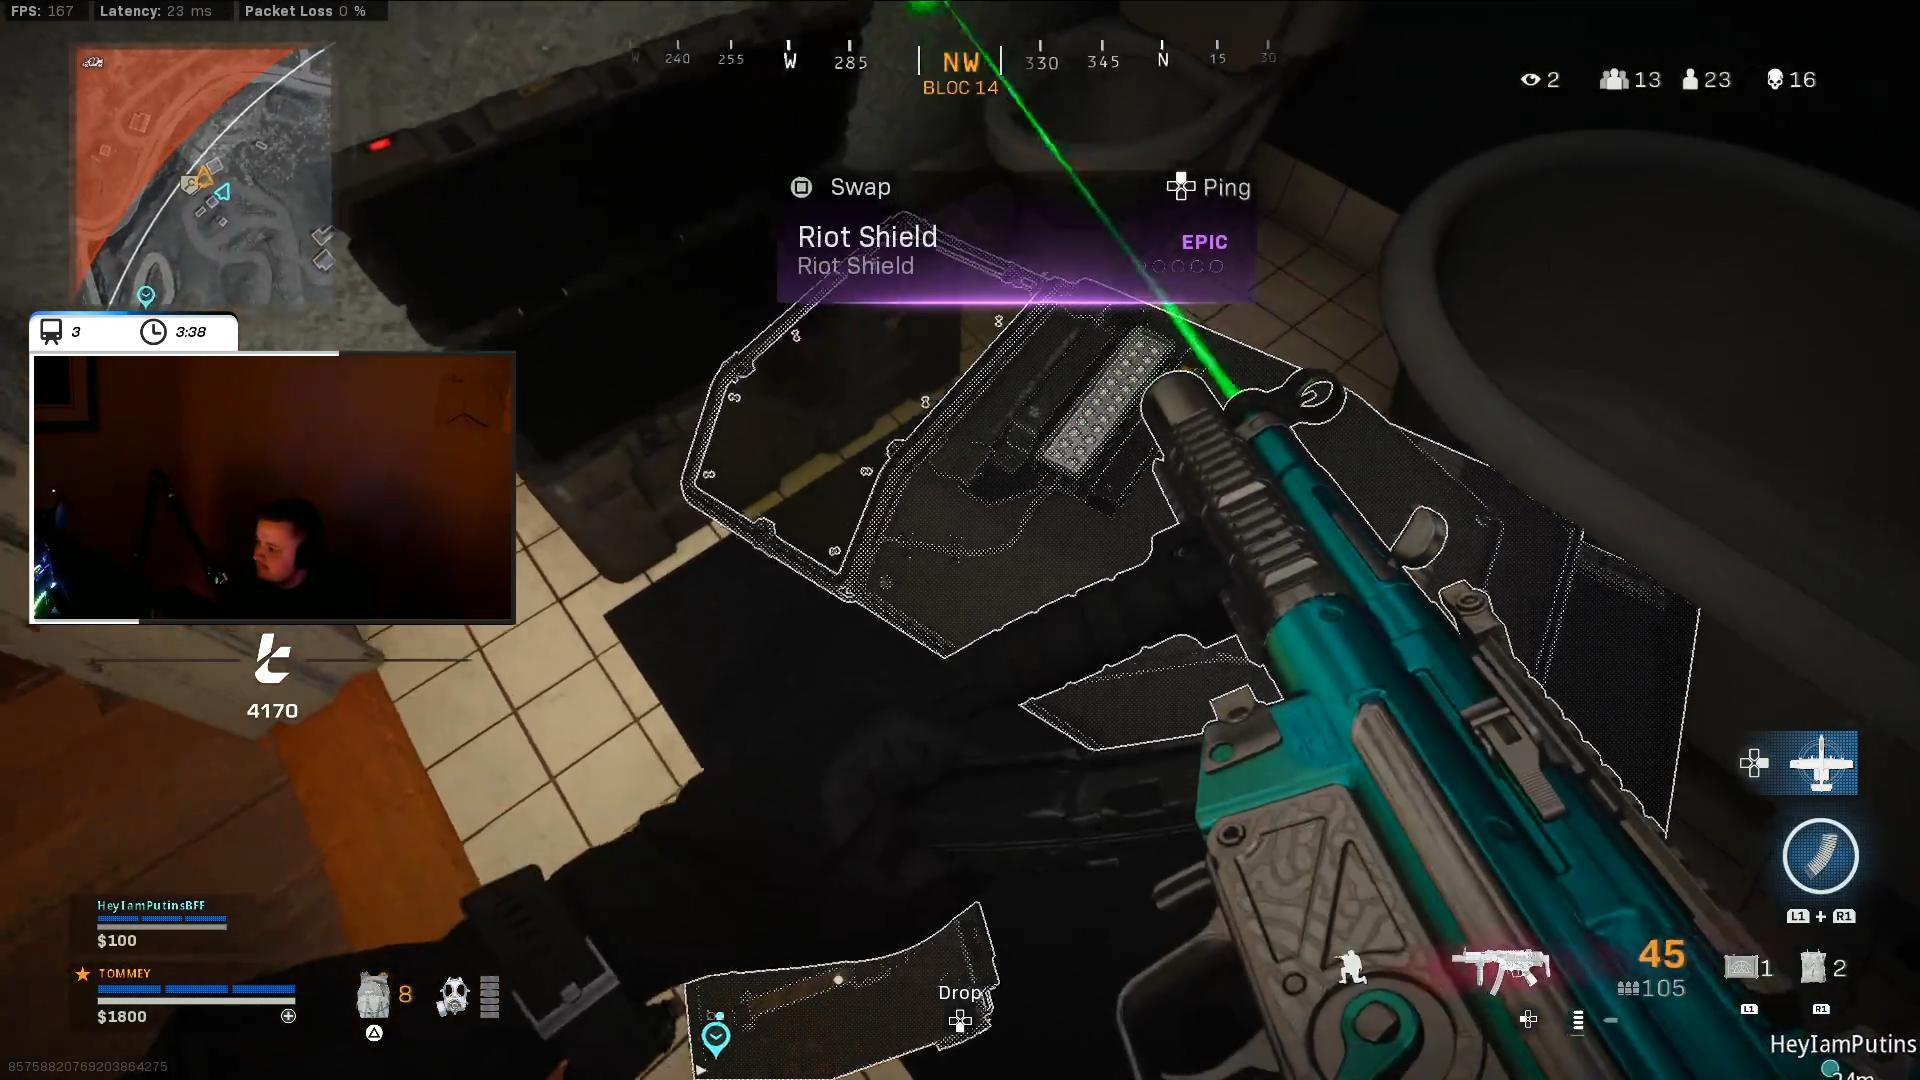 FPS: 167 Latency: 23 ms Packet Loss 0 %
W 240 255 W 285 NW 330 345 N 15 30
BLOC 14
2 13 23 16
Swap Ping
Riot Shield EPIC
Riot Shield
3 3:38
4170
L1 + R1
HeyIamPutinsBFF
$100
TOMMEY
$1800
8
45
105
1 2
L1 R1
Drop
HeyIamPutins
24m
85758820769203864275